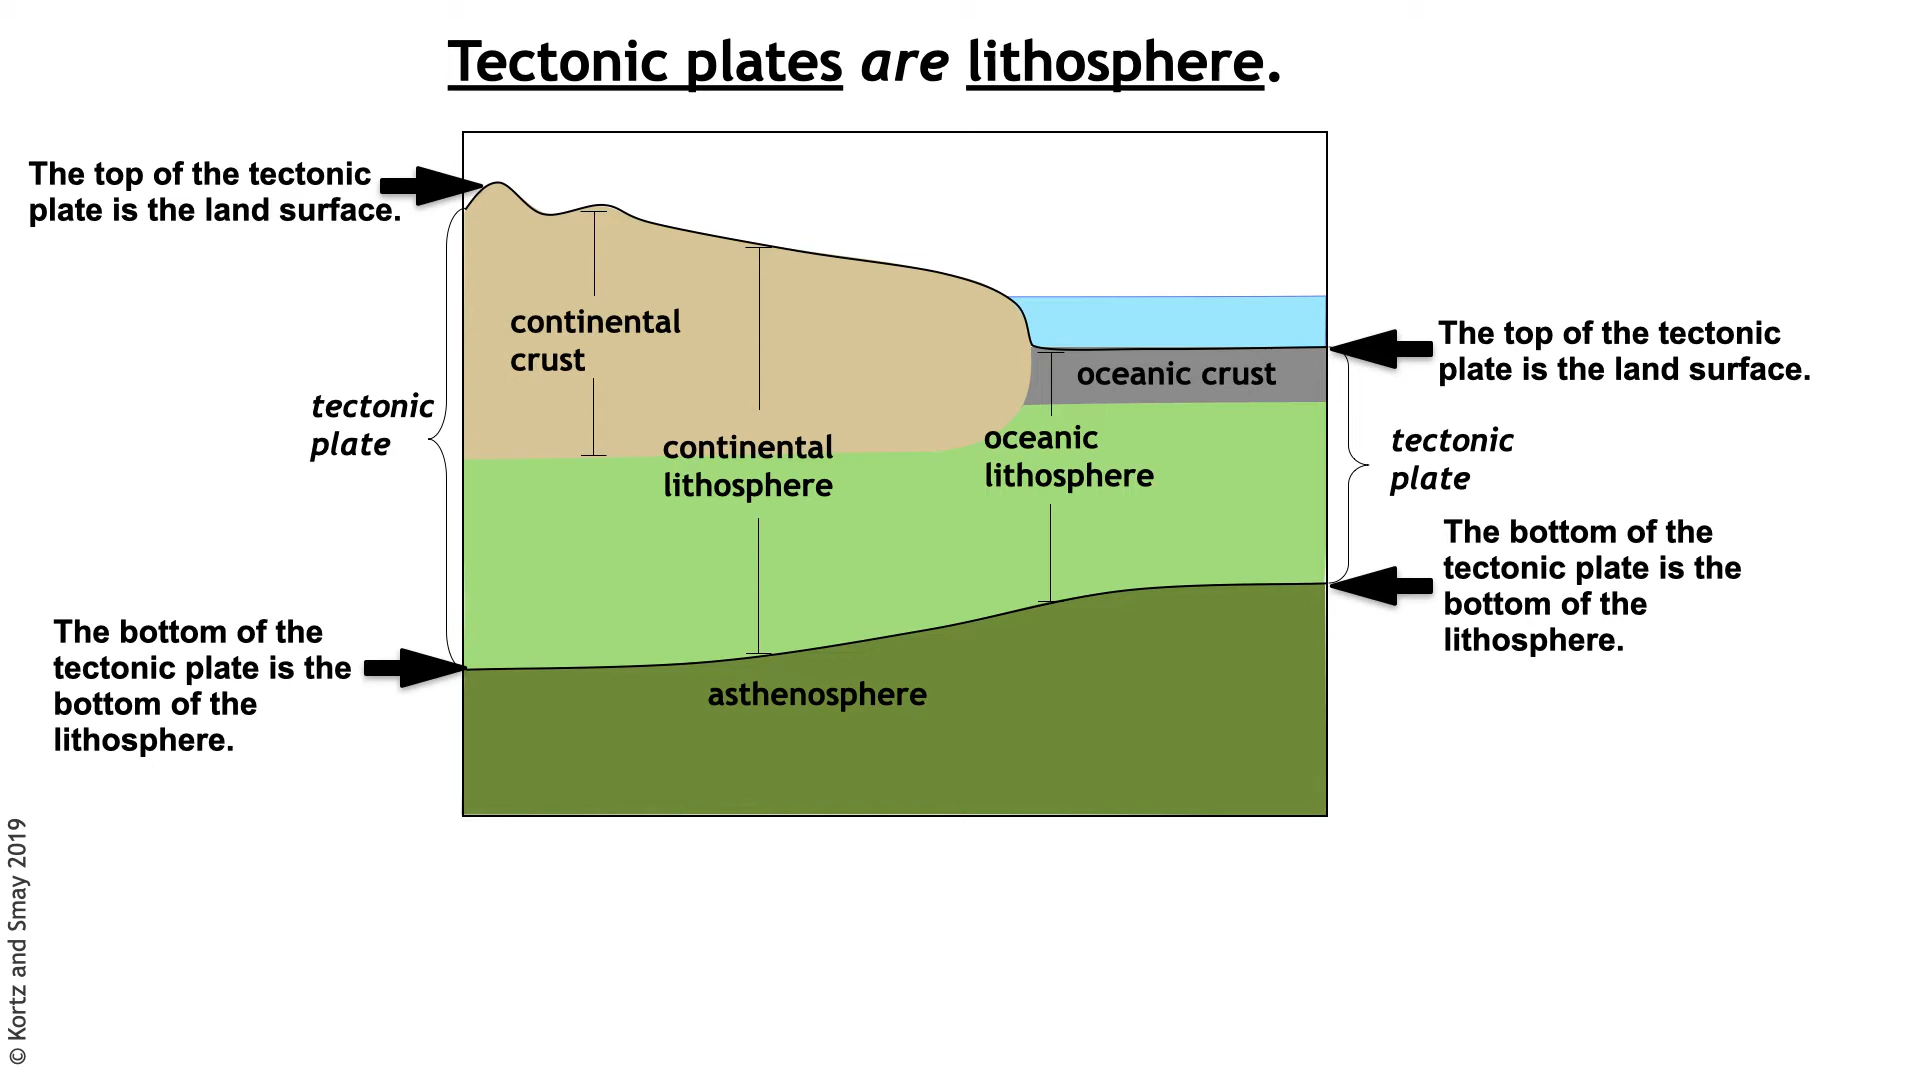 Tectonic plates are lithosphere.
The top of the tectonic
plate is the land surface.
continental
crust
tectonic
plate
continental
lithosphere
The bottom of the
tectonic plate is the
bottom of the
lithosphere.
asthenosphere
oceanic crust
oceanic
lithosphere
The top of the tectonic
plate is the land surface.
tectonic
plate
The bottom of the
tectonic plate is the
bottom of the
lithosphere.
© Kortz and Smay 2019